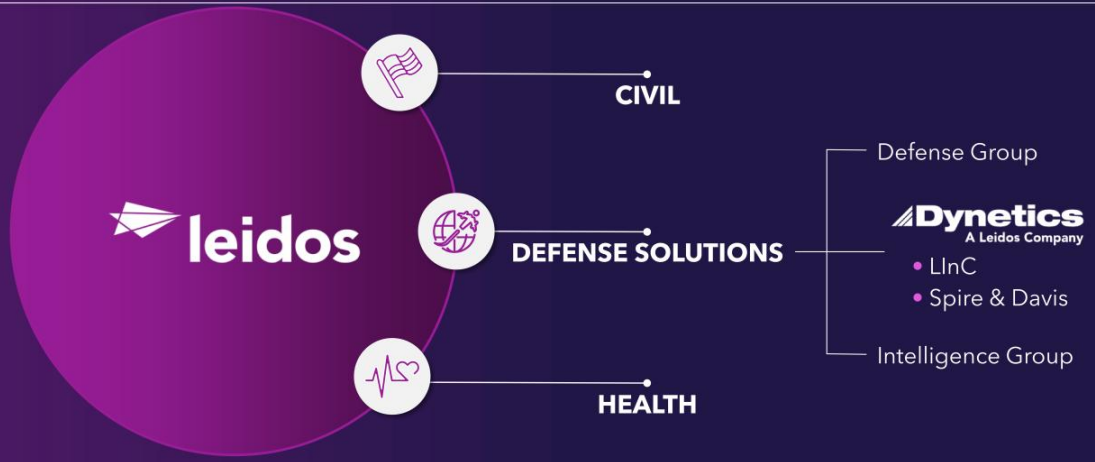 leidos
CIVIL
DEFENSE SOLUTIONS
HEALTH
Defense Group
Dynetics
A Leidos Company
• LInC
• Spire & Davis
Intelligence Group